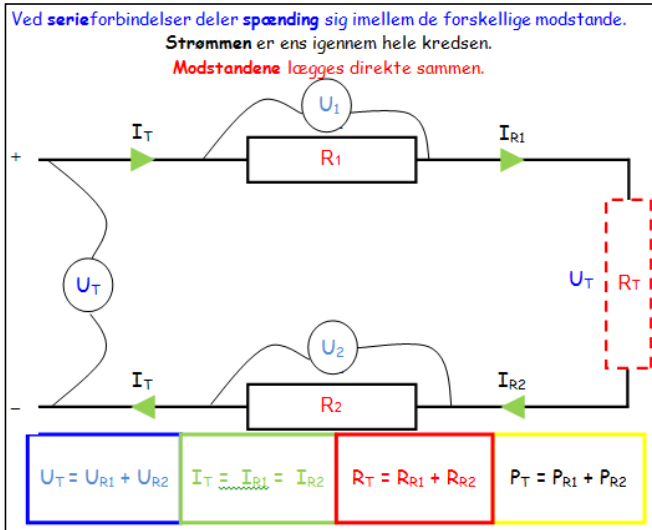 Ved serieforbindelser deler spænding sig imellem de forskellige modstande.
Strømmen er ens igennem hele kredsen.
Modstandene lægges direkte sammen.
U1
IT
IR1
+
R1
UT
UT
RT
U2
IT
IR2
–
R2
UT = UR1 + UR2
IT = IR1 = IR2
RT = RR1 + RR2
PT = PR1 + PR2